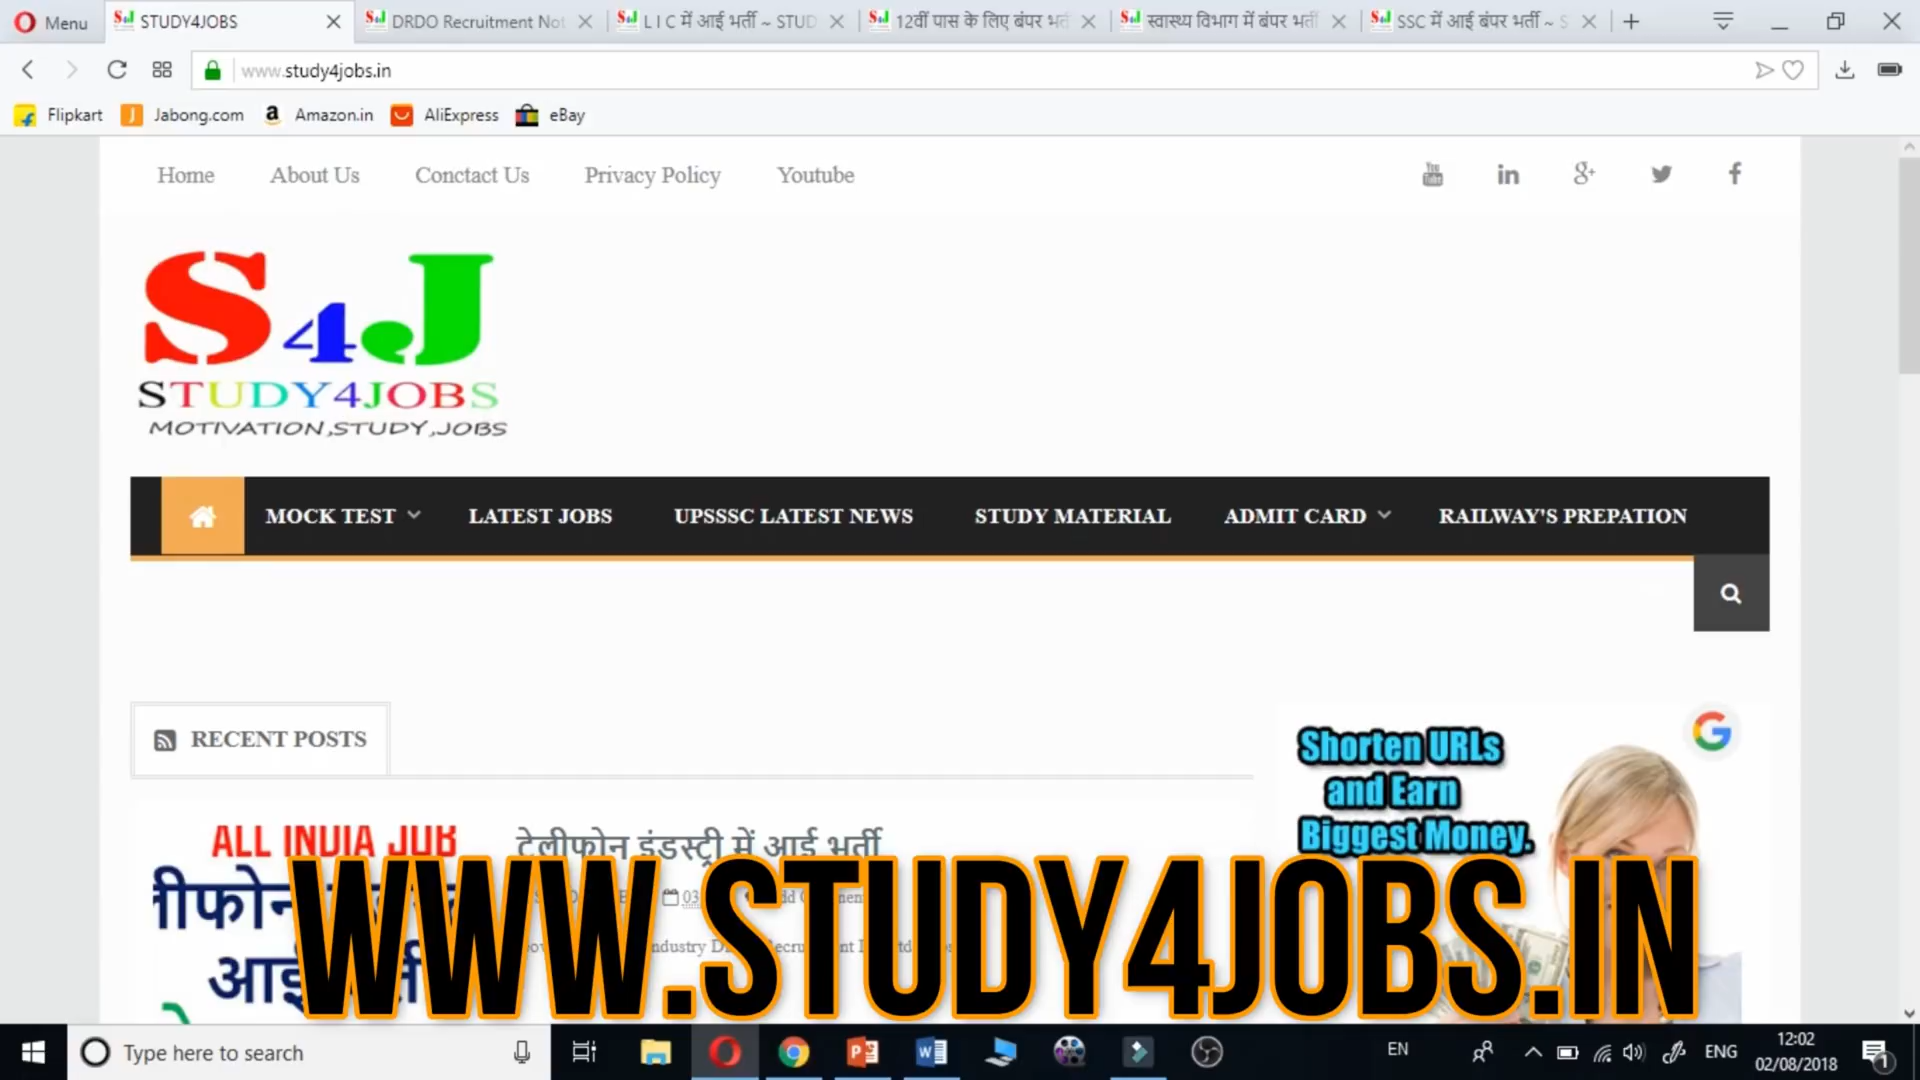 Menu
STUDY4JOBS
DRDO Recruitment Not
L I C में आई भर्ती ~ STUD
12वीं पास के लिए बंपर भर्त
स्वास्थ्य विभाग में बंपर भर्ती
SSC में आई बंपर भर्ती ~ S
www.study4jobs.in
Flipkart
Jabong.com
Amazon.in
AliExpress
eBay
Home
About Us
Conctact Us
Privacy Policy
Youtube
S4J
STUDY4JOBS
MOTIVATION,STUDY,JOBS
MOCK TEST
LATEST JOBS
UPSSSC LATEST NEWS
STUDY MATERIAL
ADMIT CARD
RAILWAY'S PREPATION
RECENT POSTS
Shorten URLs
and Earn
Biggest Money.
ALL INDIA JOB
टेलीफोन इंडस्ट्री में आई भर्ती
WWW.STUDY4JOBS.IN
Type here to search
EN
ENG
12:02
02/08/2018
1